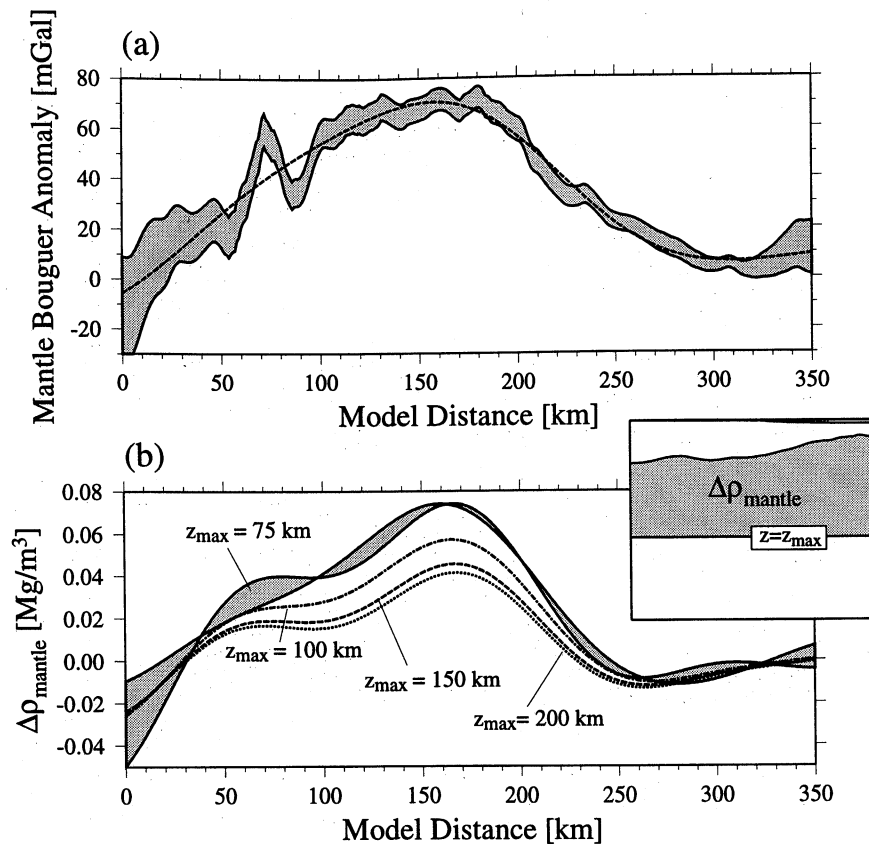 (a)
Mantle Bouguer Anomaly [mGal]
80
60
40
20
0
-20
0
50
100
150
200
250
300
350
Model Distance [km]
(b)
Δρmantle [Mg/m³]
0.08
0.06
0.04
0.02
0.00
-0.02
-0.04
zmax = 75 km
zmax = 100 km
zmax = 150 km
zmax = 200 km
Δρmantle
z=zmax
0
50
100
150
200
250
300
350
Model Distance [km]